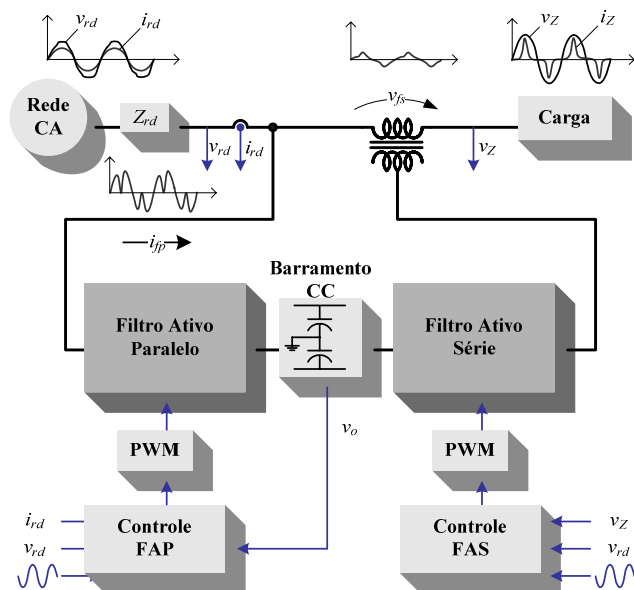 v_rd
i_rd
v_Z
i_Z
Rede
CA
Z_rd
v_fs
Carga
v_rd
i_rd
v_Z
i_fp
Barramento
CC
Filtro Ativo
Paralelo
Filtro Ativo
Série
v_o
PWM
PWM
i_rd
v_rd
Controle
FAP
Controle
FAS
v_Z
v_rd